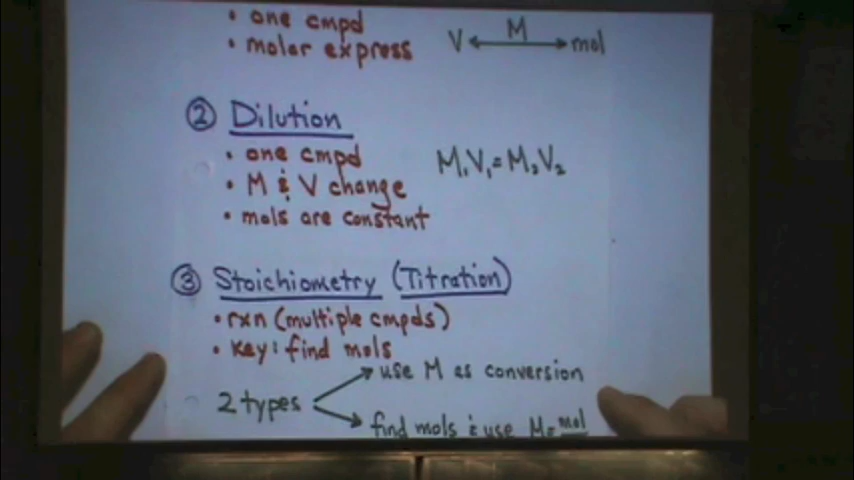 • one cmpd
• molar express
V ←M→ mol
② Dilution
• one cmpd
• M & V change
• mols are constant
M₁V₁ = M₂V₂
③ Stoichiometry (Titration)
• rxn (multiple cmpds)
• key: find mols
2 types
use M as conversion
find mols & use M = mol